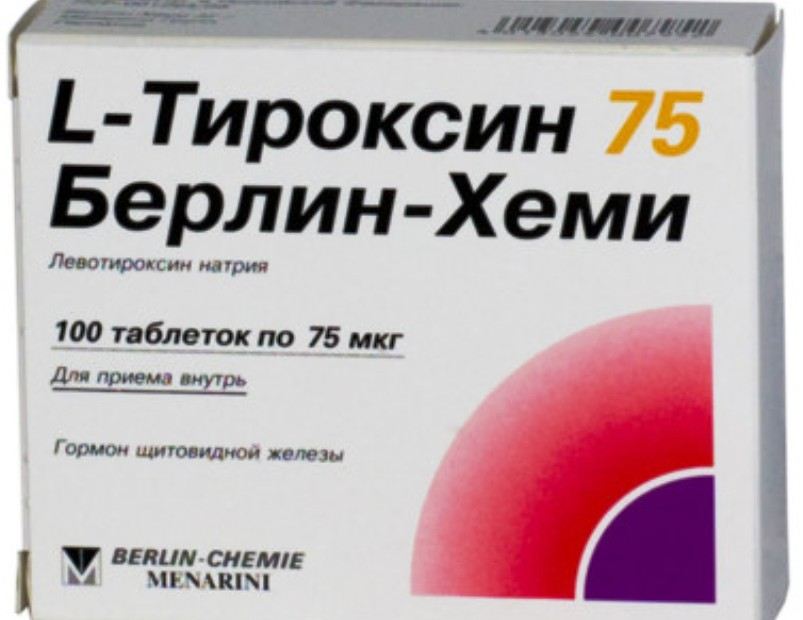 L-Тироксин 75
Берлин-Хеми
Левотироксин натрия
100 таблеток по 75 мкг
Для приема внутрь
Гормон щитовидной железы
BERLIN-CHEMIE
MENARINI